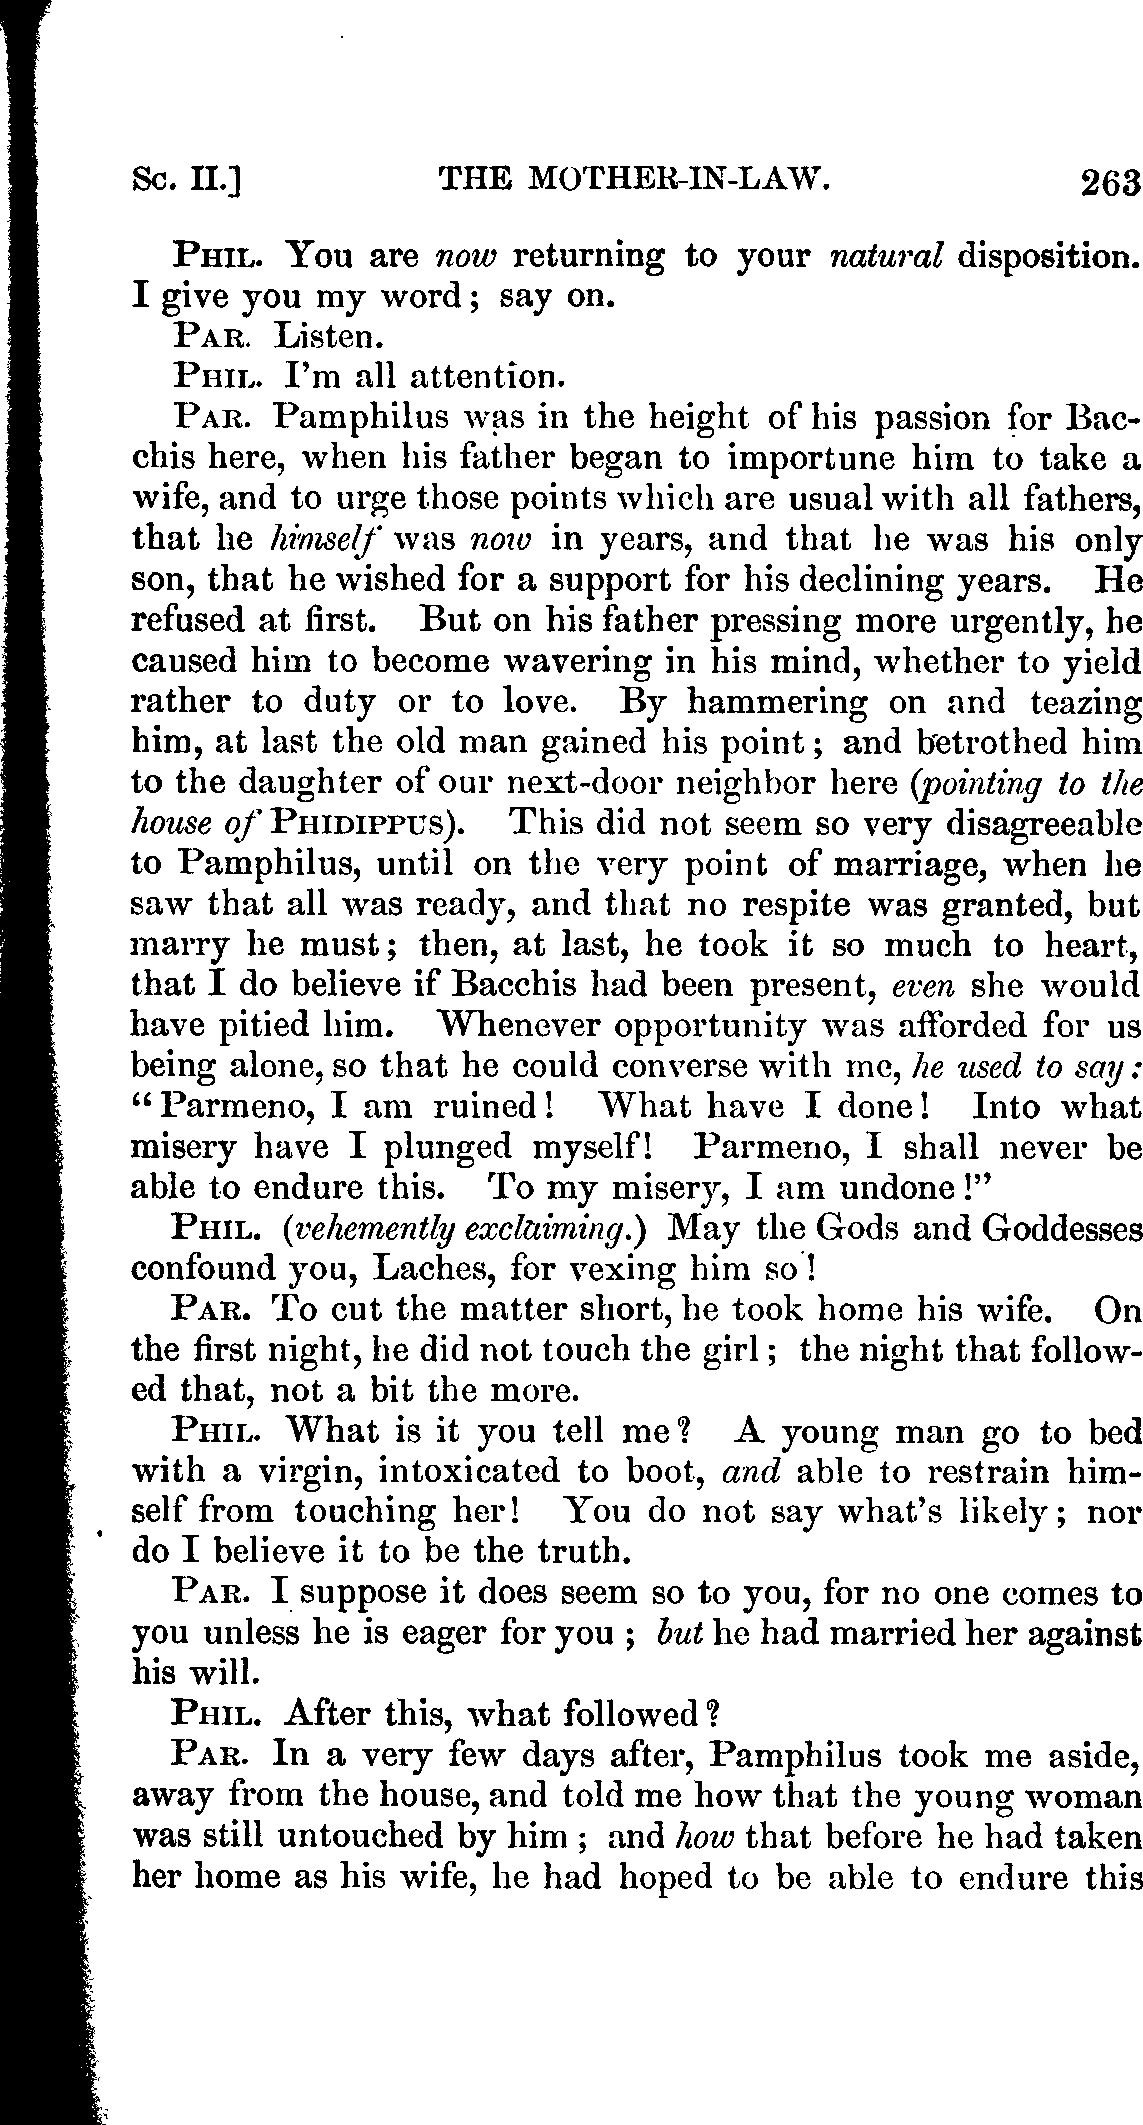 Sc. II.] THE MOTHER-IN-LAW. 263
PHIL. You are now returning to your natural disposition.
I give you my word; say on.
PAR. Listen.
PHIL. I'm all attention.
PAR. Pamphilus was in the height of his passion for Bac-
chis here, when his father began to importune him to take a
wife, and to urge those points which are usual with all fathers,
that he himself was now in years, and that he was his only
son, that he wished for a support for his declining years. He
refused at first. But on his father pressing more urgently, he
caused him to become wavering in his mind, whether to yield
rather to duty or to love. By hammering on and teazing
him, at last the old man gained his point; and betrothed him
to the daughter of our next-door neighbor here (pointing to the
house of PHIDIPPUS). This did not seem so very disagreeable
to Pamphilus, until on the very point of marriage, when he
saw that all was ready, and that no respite was granted, but
marry he must; then, at last, he took it so much to heart,
that I do believe if Bacchis had been present, even she would
have pitied him. Whenever opportunity was afforded for us
being alone, so that he could converse with me, he used to say:
"Parmeno, I am ruined! What have I done! Into what
misery have I plunged myself! Parmeno, I shall never be
able to endure this. To my misery, I am undone!"
PHIL. (vehemently exclaiming.) May the Gods and Goddesses
confound you, Laches, for vexing him so!
PAR. To cut the matter short, he took home his wife. On
the first night, he did not touch the girl; the night that follow-
ed that, not a bit the more.
PHIL. What is it you tell me? A young man go to bed
with a virgin, intoxicated to boot, and able to restrain him-
self from touching her! You do not say what's likely; nor
do I believe it to be the truth.
PAR. I suppose it does seem so to you, for no one comes to
you unless he is eager for you; but he had married her against
his will.
PHIL. After this, what followed?
PAR. In a very few days after, Pamphilus took me aside,
away from the house, and told me how that the young woman
was still untouched by him; and how that before he had taken
her home as his wife, he had hoped to be able to endure this